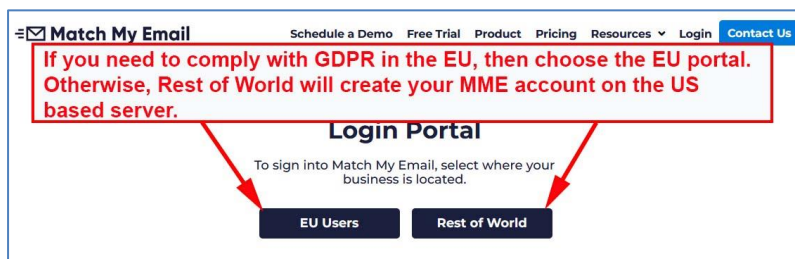 Match My Email
Schedule a Demo Free Trial Product Pricing Resources Login Contact Us
If you need to comply with GDPR in the EU, then choose the EU portal.
Otherwise, Rest of World will create your MME account on the US
based server.
Login Portal
To sign into Match My Email, select where your
business is located.
EU Users Rest of World